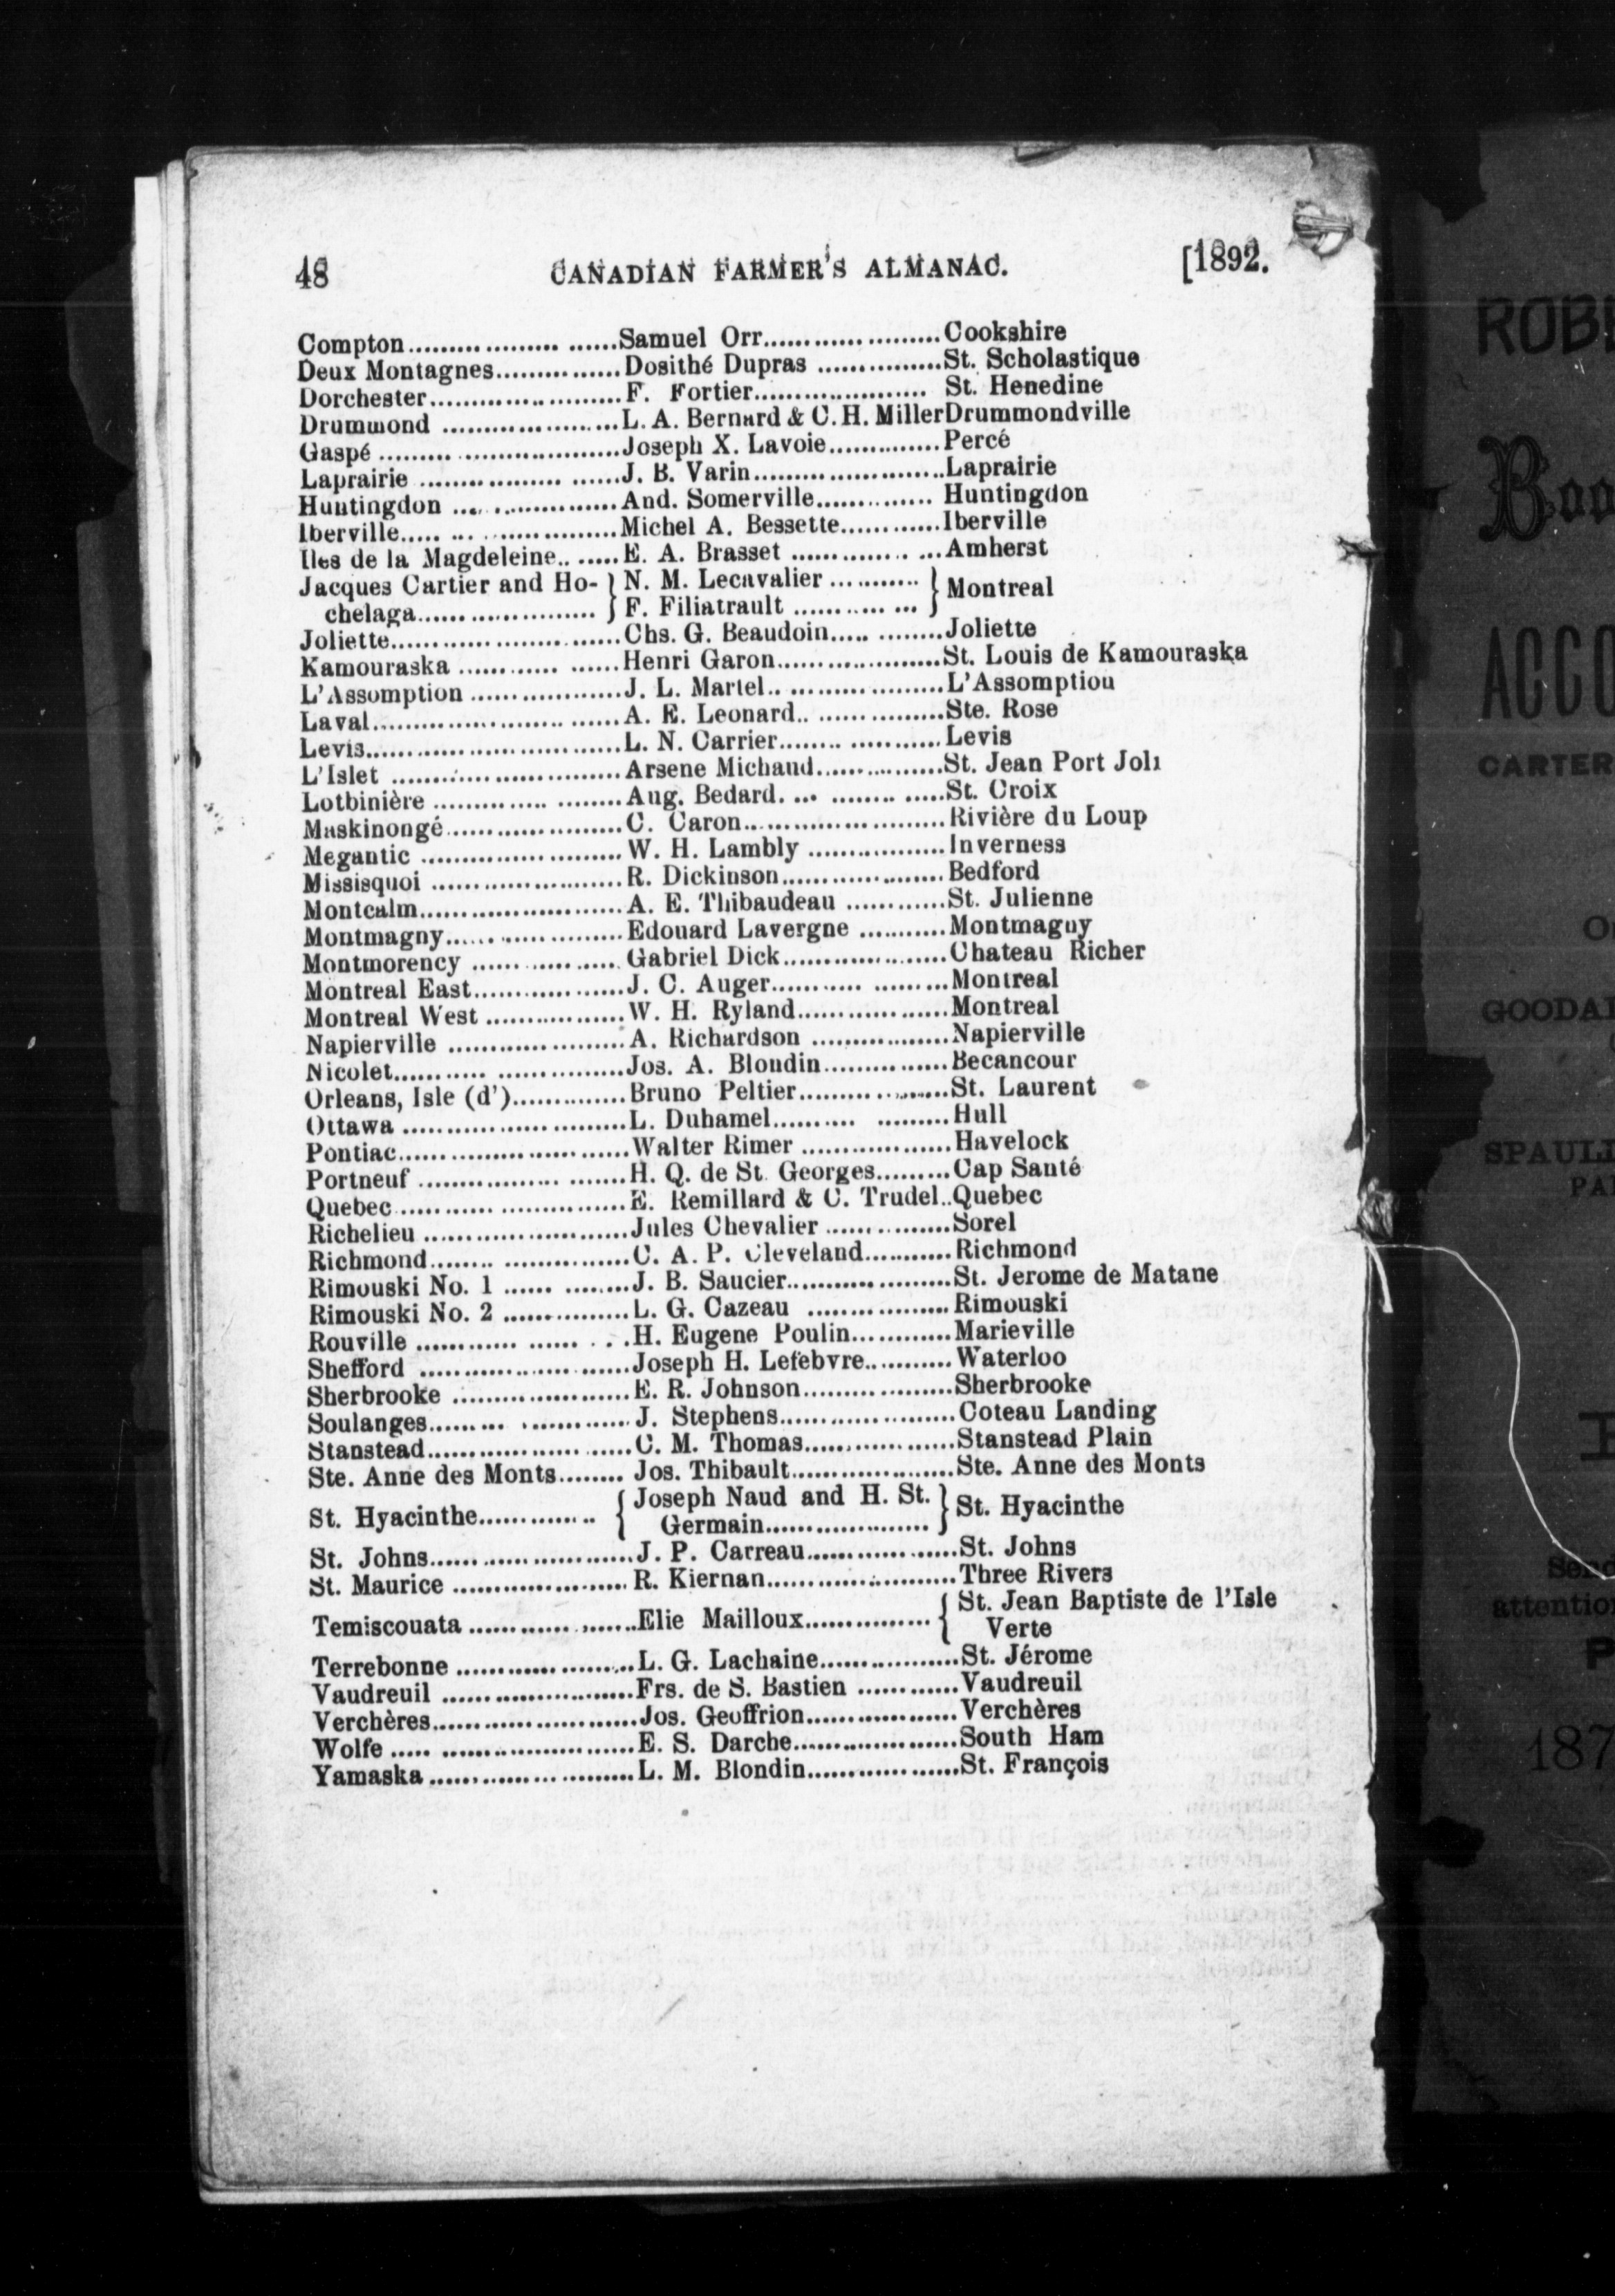 48 CANADIAN FARMER'S ALMANAC. [1892.
Compton.....................Samuel Orr.....................Cookshire
Deux Montagnes...............Dosithé Dupras ...............St. Scholastique
Dorchester.......................F. Fortier...................... St. Henedine
Drummond .....................L. A. Bernard & C. H. MillerDrummondville
Gaspé ..............................Joseph X. Lavoie..............Percé
Laprairie ........................J. B. Varin.......................Laprairie
Huntingdon ....................And. Somerville.............. Huntingdon
Iberville..........................Michel A. Bessette............Iberville
Iles de la Magdeleine.. ......E. A. Brasset ..................Amherst
Jacques Cartier and Ho- } N. M. Lecavalier ........... } Montreal
chelaga..................... } F. Filiatrault ............... }
Joliette............................Chs. G. Beaudoin..............Joliette
Kamouraska ...................Henri Garon....................St. Louis de Kamouraska
L'Assomption ..................J. L. Martel.....................L'Assomptiou
Laval..............................A. E. Leonard..................Ste. Rose
Levis..............................L. N. Carrier....................Levis
L'Islet ............................Arsene Michaud...............St. Jean Port Joli
Lotbinière .......................Aug. Bedard. ...................St. Croix
Maskinongé.....................C. Caron........................Rivière du Loup
Megantic ........................W. H. Lambly .................Inverness
Missisquoi .......................R. Dickinson....................Bedford
Montcalm........................A. E. Thibaudeau ............St. Julienne
Montmagny.....................Edouard Lavergne ...........Montmagny
Montmorency ..................Gabriel Dick....................Chateau Richer
Montreal East..................J. C. Auger......................Montreal
Montreal West .................W. H. Ryland..................Montreal
Napierville .....................A. Richardson .................Napierville
Nicolet............................Jos. A. Blondin...............Becancour
Orleans, Isle (d')..............Bruno Peltier..................St. Laurent
Ottawa ...........................L. Duhamel.....................Hull
Pontiac............................Walter Rimer ..................Havelock
Portneuf .........................H. Q. de St. Georges.........Cap Santé
Quebec............................E. Remillard & C. Trudel..Quebec
Richelieu ........................Jules Chevalier ...............Sorel
Richmond........................C. A. P. Cleveland...........Richmond
Rimouski No. 1 ...............J. B. Saucier....................St. Jerome de Matane
Rimouski No. 2 ...............L. G. Cazeau .................Rimouski
Rouville .........................H. Eugene Poulin............Marieville
Shefford .........................Joseph H. Lefebvre..........Waterloo
Sherbrooke .....................E. R. Johnson..................Sherbrooke
Soulanges........................J. Stephens.....................Coteau Landing
Stanstead........................C. M. Thomas..................Stanstead Plain
Ste. Anne des Monts........ Jos. Thibault....................Ste. Anne des Monts
St. Hyacinthe.............. { Joseph Naud and H. St. } St. Hyacinthe
Germain.................... }
St. Johns.........................J. P. Carreau..................St. Johns
St. Maurice .....................R. Kiernan.......................Three Rivers
Temiscouata ....................Elie Mailloux............... { St. Jean Baptiste de l'Isle
Verte
Terrebonne .....................L. G. Lachaine.................St. Jérome
Vaudreuil .......................Frs. de S. Bastien ............Vaudreuil
Verchères........................Jos. Geoffrion..................Verchères
Wolfe .............................E. S. Darche....................South Ham
Yamaska .........................L. M. Blondin..................St. François
ACCO
CARTER
GOODA
SPAULL
PA
attention
187